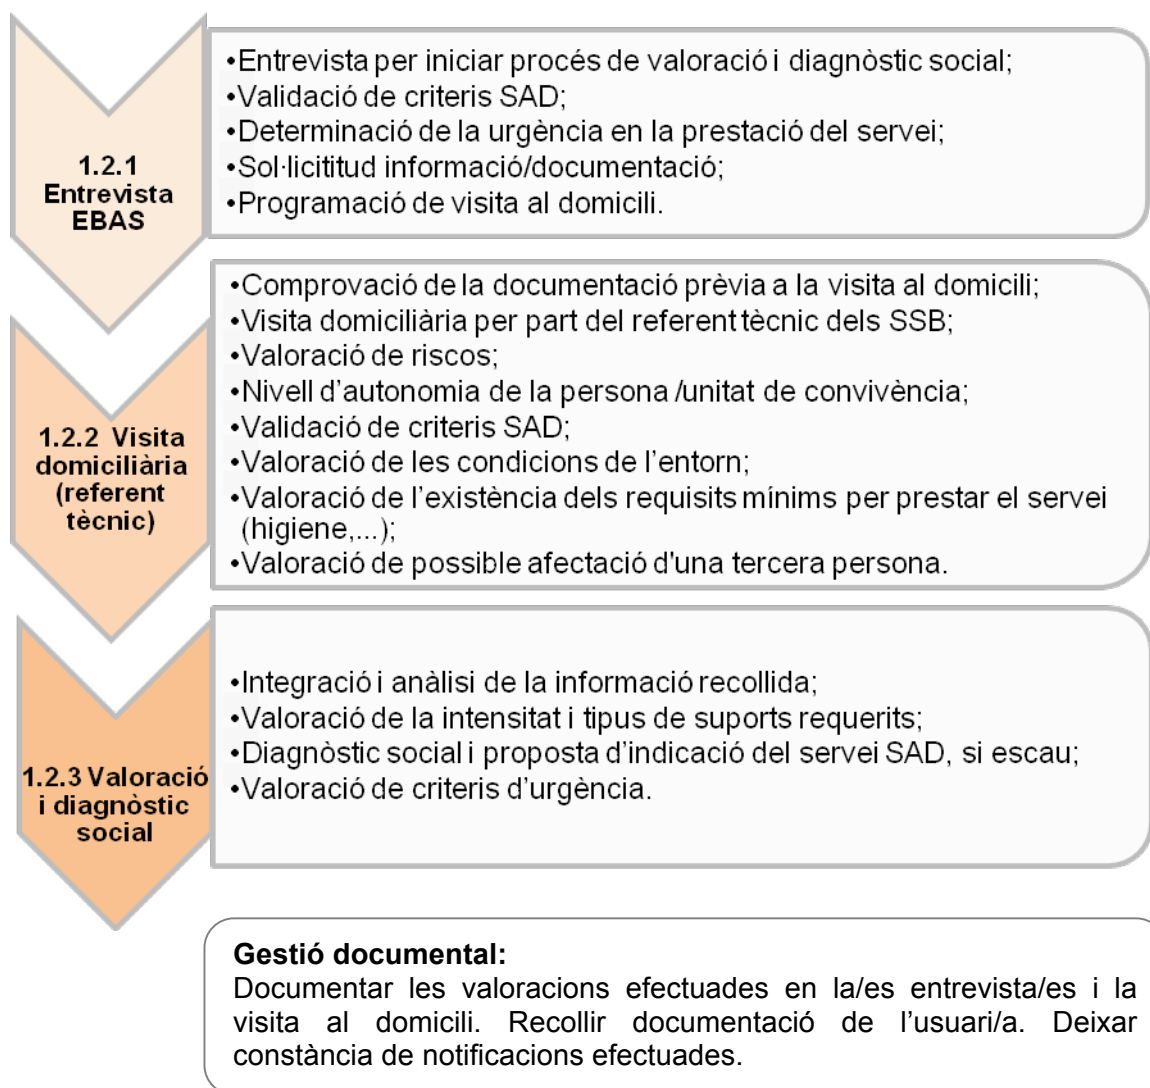 1.2.1
Entrevista
EBAS
•Entrevista per iniciar procés de valoració i diagnòstic social;
•Validació de criteris SAD;
•Determinació de la urgència en la prestació del servei;
•Sol·licititud informació/documentació;
•Programació de visita al domicili.
1.2.2 Visita
domiciliària
(referent
tècnic)
•Comprovació de la documentació prèvia a la visita al domicili;
•Visita domiciliària per part del referent tècnic dels SSB;
•Valoració de riscos;
•Nivell d’autonomia de la persona /unitat de convivència;
•Validació de criteris SAD;
•Valoració de les condicions de l’entorn;
•Valoració de l’existència dels requisits mínims per prestar el servei
(higiene,...);
•Valoració de possible afectació d'una tercera persona.
1.2.3 Valoració
i diagnòstic
social
•Integració i anàlisi de la informació recollida;
•Valoració de la intensitat i tipus de suports requerits;
•Diagnòstic social i proposta d’indicació del servei SAD, si escau;
•Valoració de criteris d’urgència.
Gestió documental:
Documentar les valoracions efectuades en la/es entrevista/es i la
visita al domicili. Recollir documentació de l’usuari/a. Deixar
constància de notificacions efectuades.